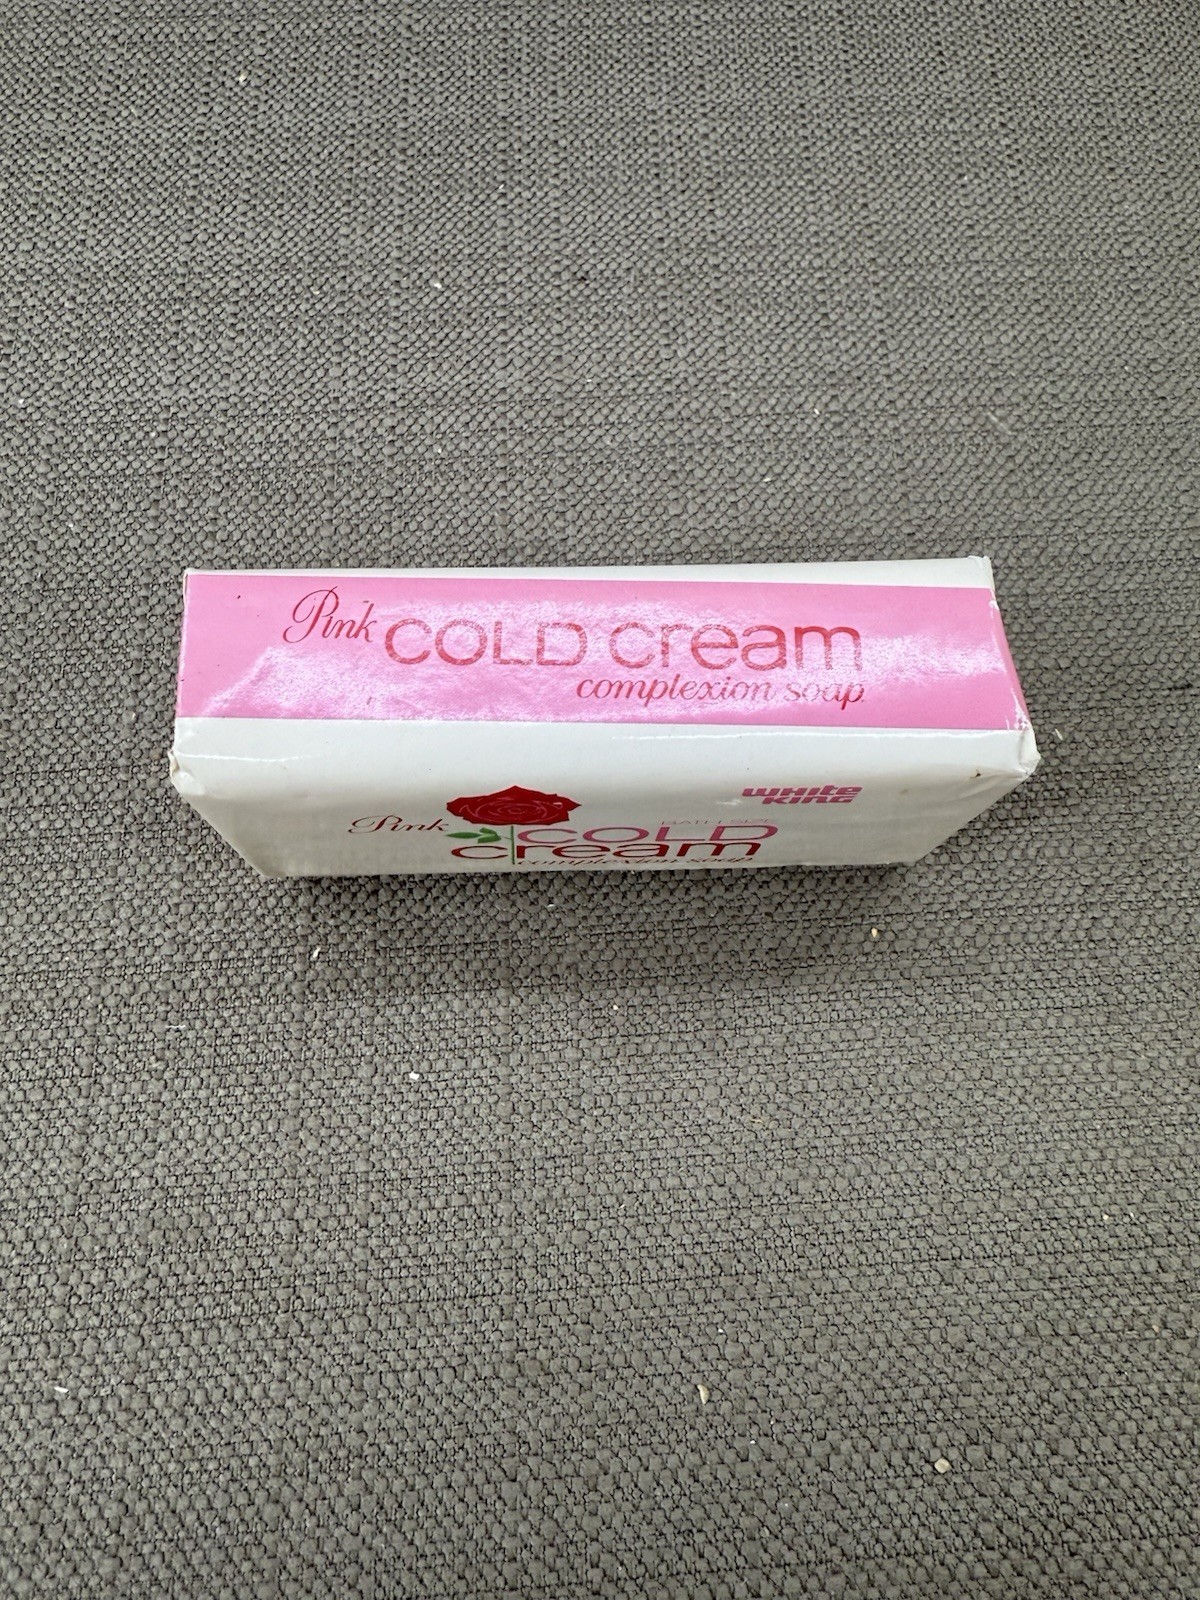 Pink COLD cream
complexion soap
WHITE
KING
BATH SIZE
Pink COLD
cream
complexion soap